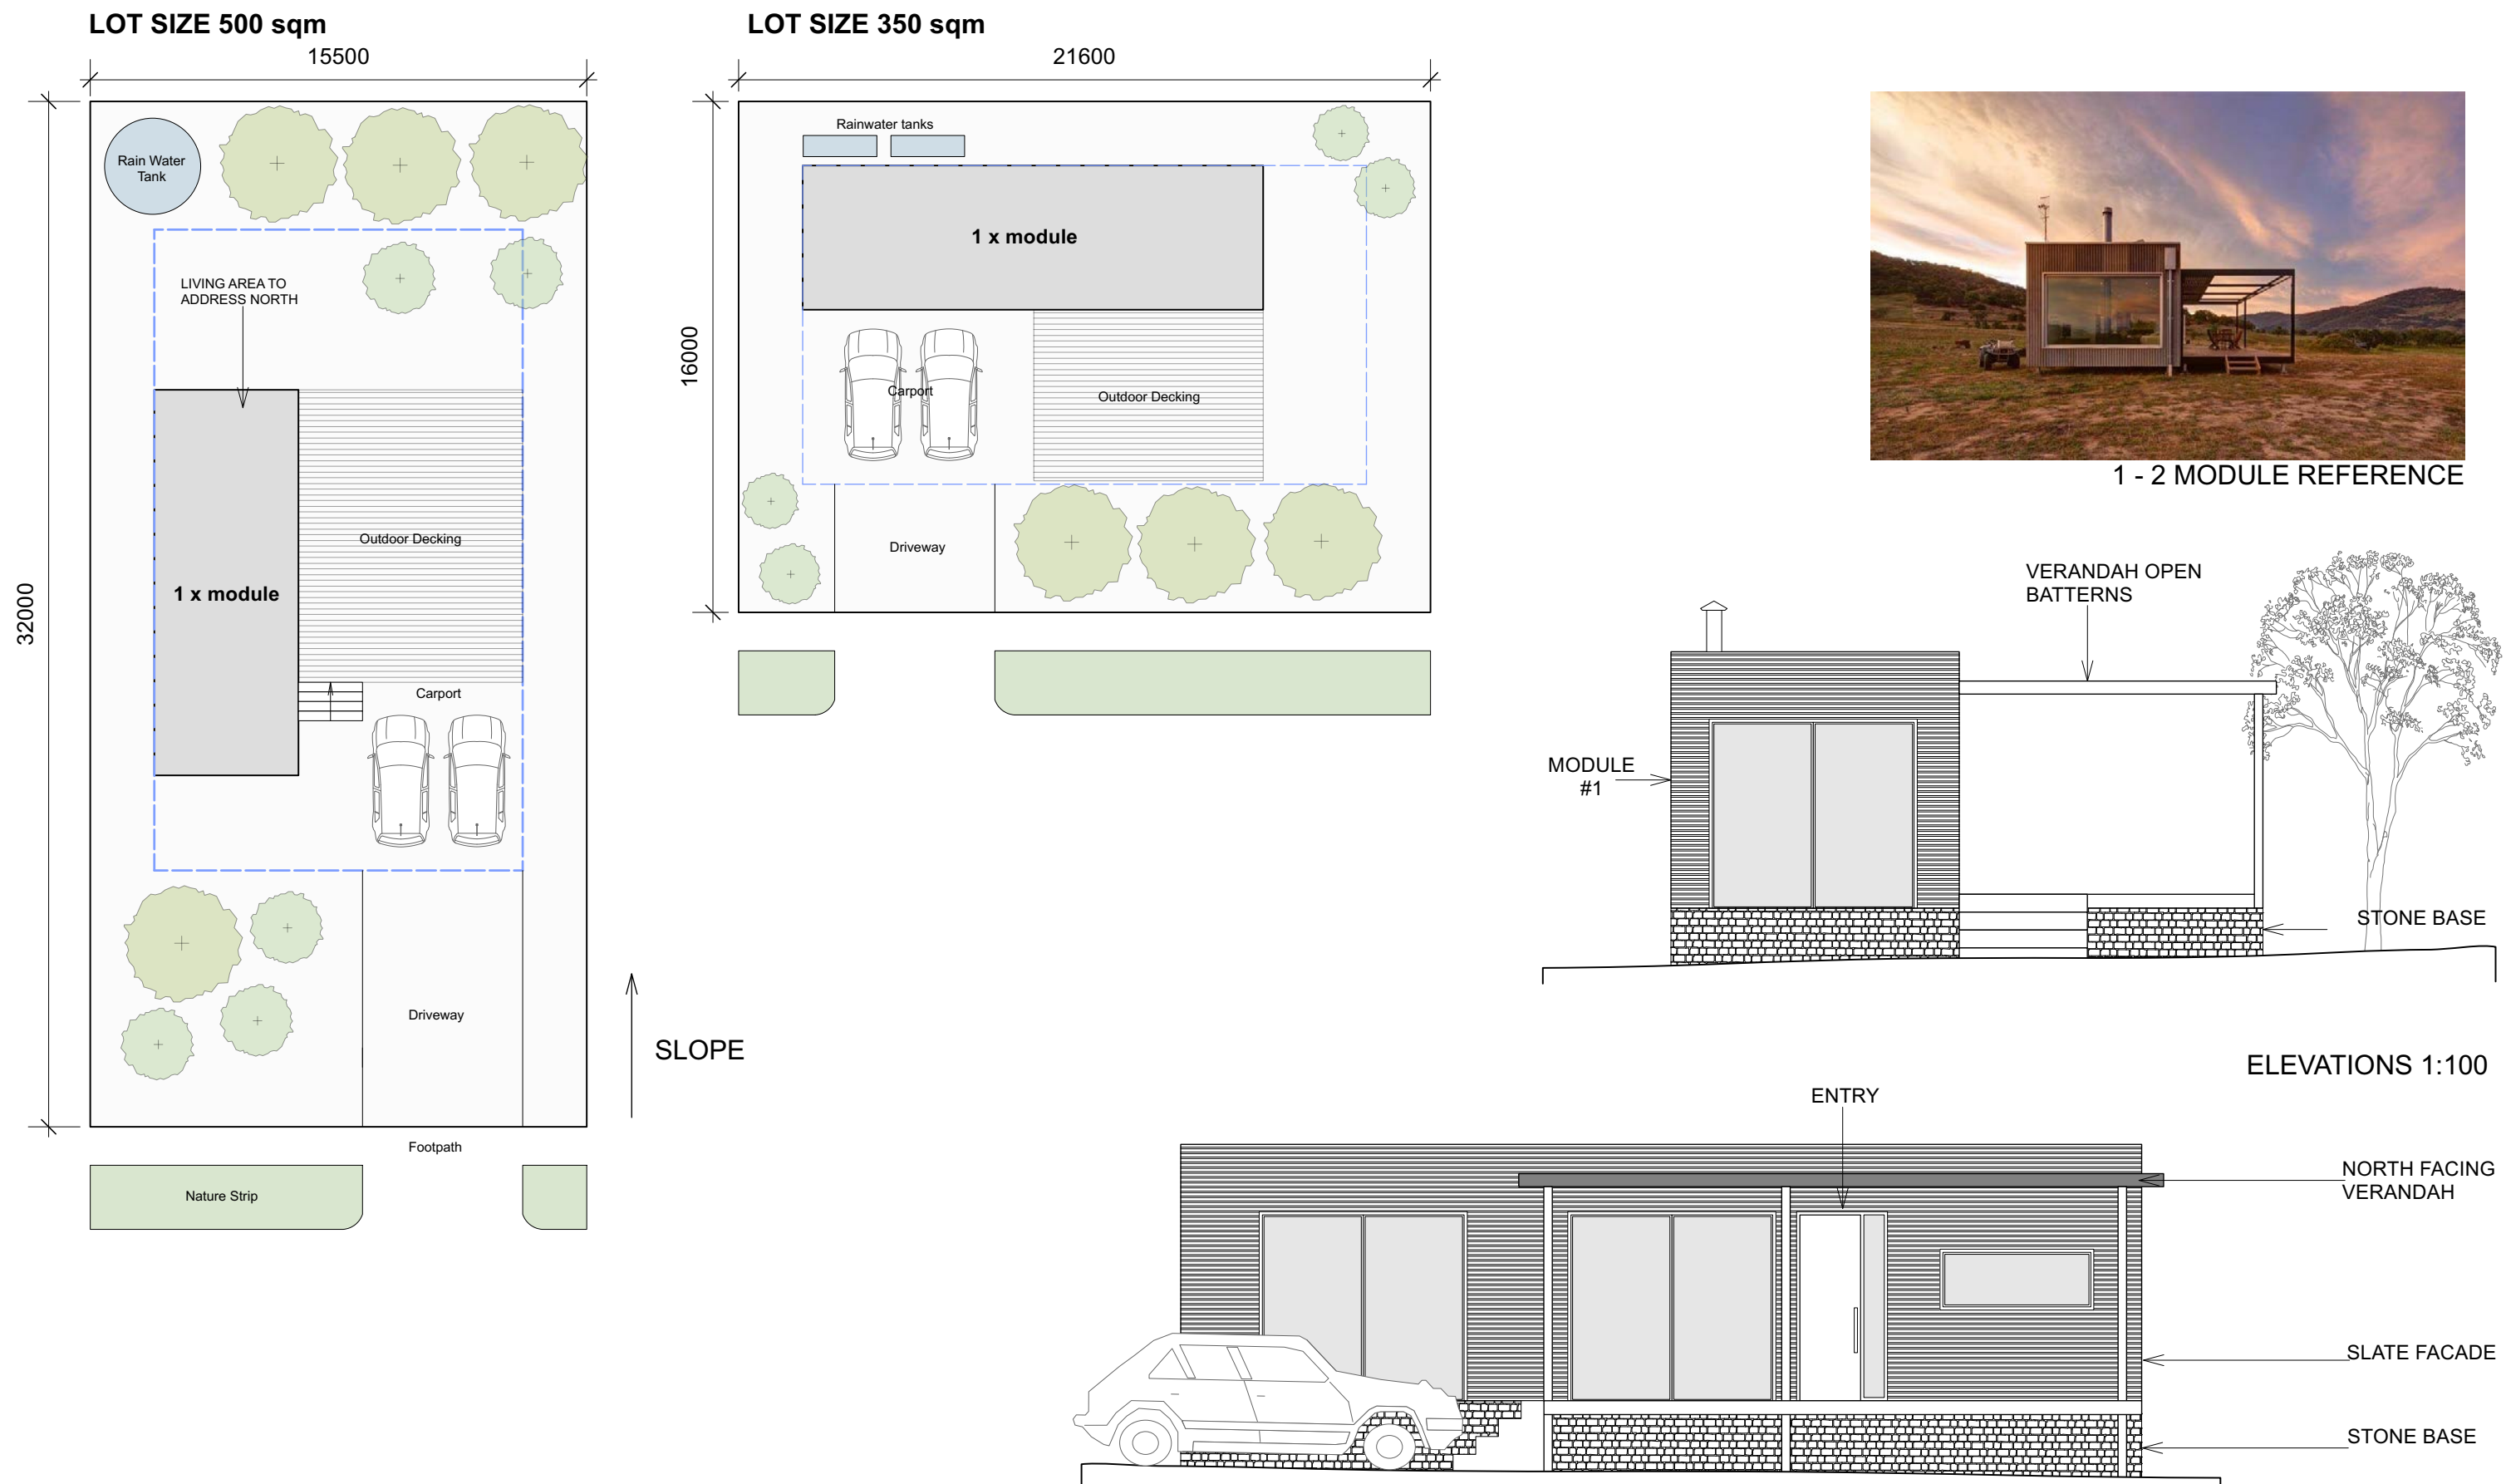 LOT SIZE 500 sqm
15500
32000
Rain Water
Tank
LIVING AREA TO
ADDRESS NORTH
Outdoor Decking
1 x module
Carport
Driveway
Footpath
Nature Strip
SLOPE
LOT SIZE 350 sqm
21600
16000
Rainwater tanks
1 x module
Carport
Outdoor Decking
Driveway
1 - 2 MODULE REFERENCE
VERANDAH OPEN
BATTERNS
MODULE
#1
STONE BASE
ELEVATIONS 1:100
ENTRY
NORTH FACING
VERANDAH
SLATE FACADE
STONE BASE